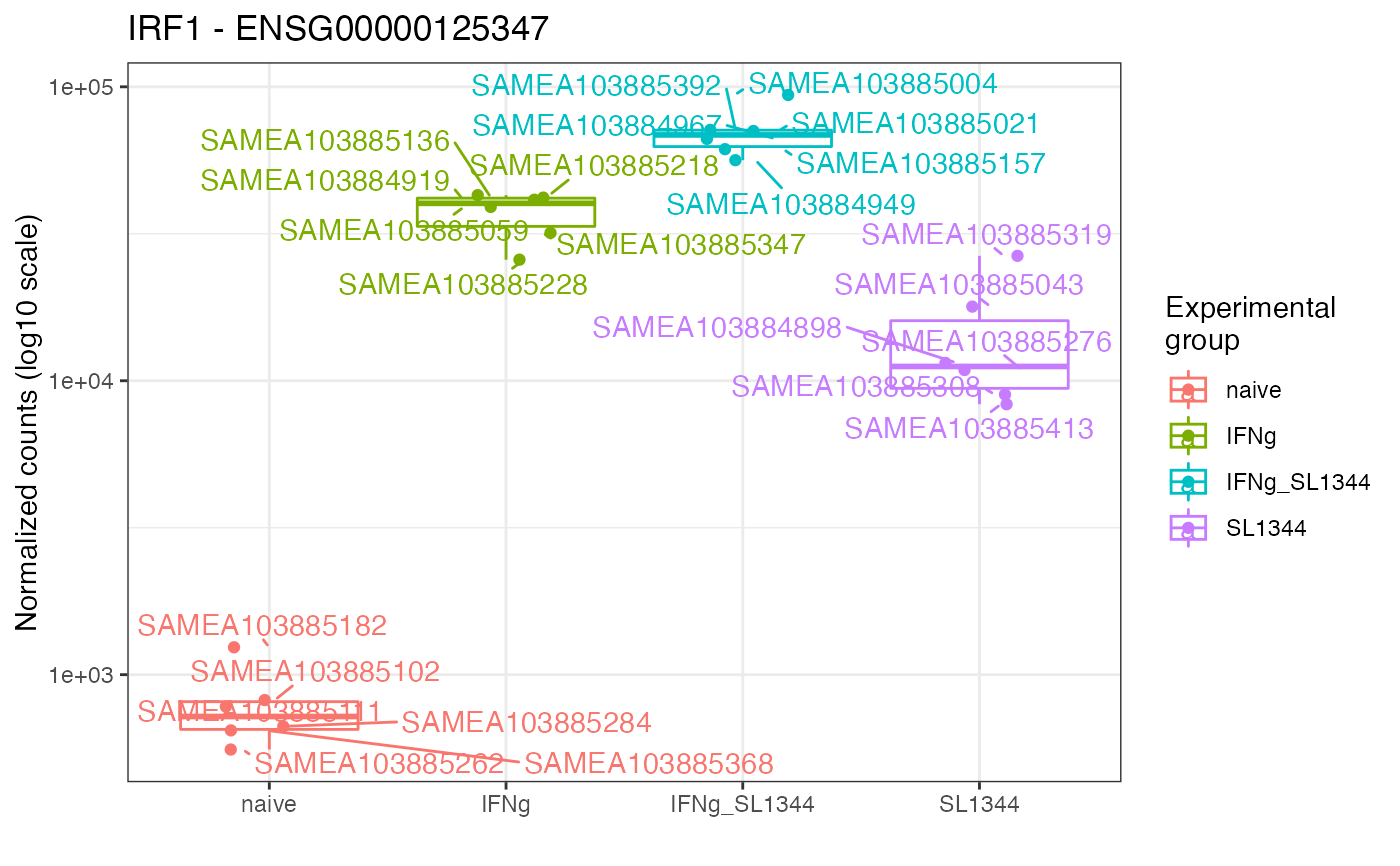 IRF1 - ENSG00000125347
Normalized counts (log10 scale)
1e+05
1e+04
1e+03
SAMEA103885392
SAMEA103885004
SAMEA103884967
SAMEA103885021
SAMEA103885136
SAMEA103885218
SAMEA103885157
SAMEA103884919
SAMEA103884949
SAMEA103885059
SAMEA103885347
SAMEA103885319
SAMEA103885228
SAMEA103885043
SAMEA103884898
SAMEA103885276
SAMEA103885308
SAMEA103885413
SAMEA103885182
SAMEA103885102
SAMEA103885111
SAMEA103885284
SAMEA103885262
SAMEA103885368
naive
IFNg
IFNg_SL1344
SL1344
Experimental
group
naive
IFNg
IFNg_SL1344
SL1344